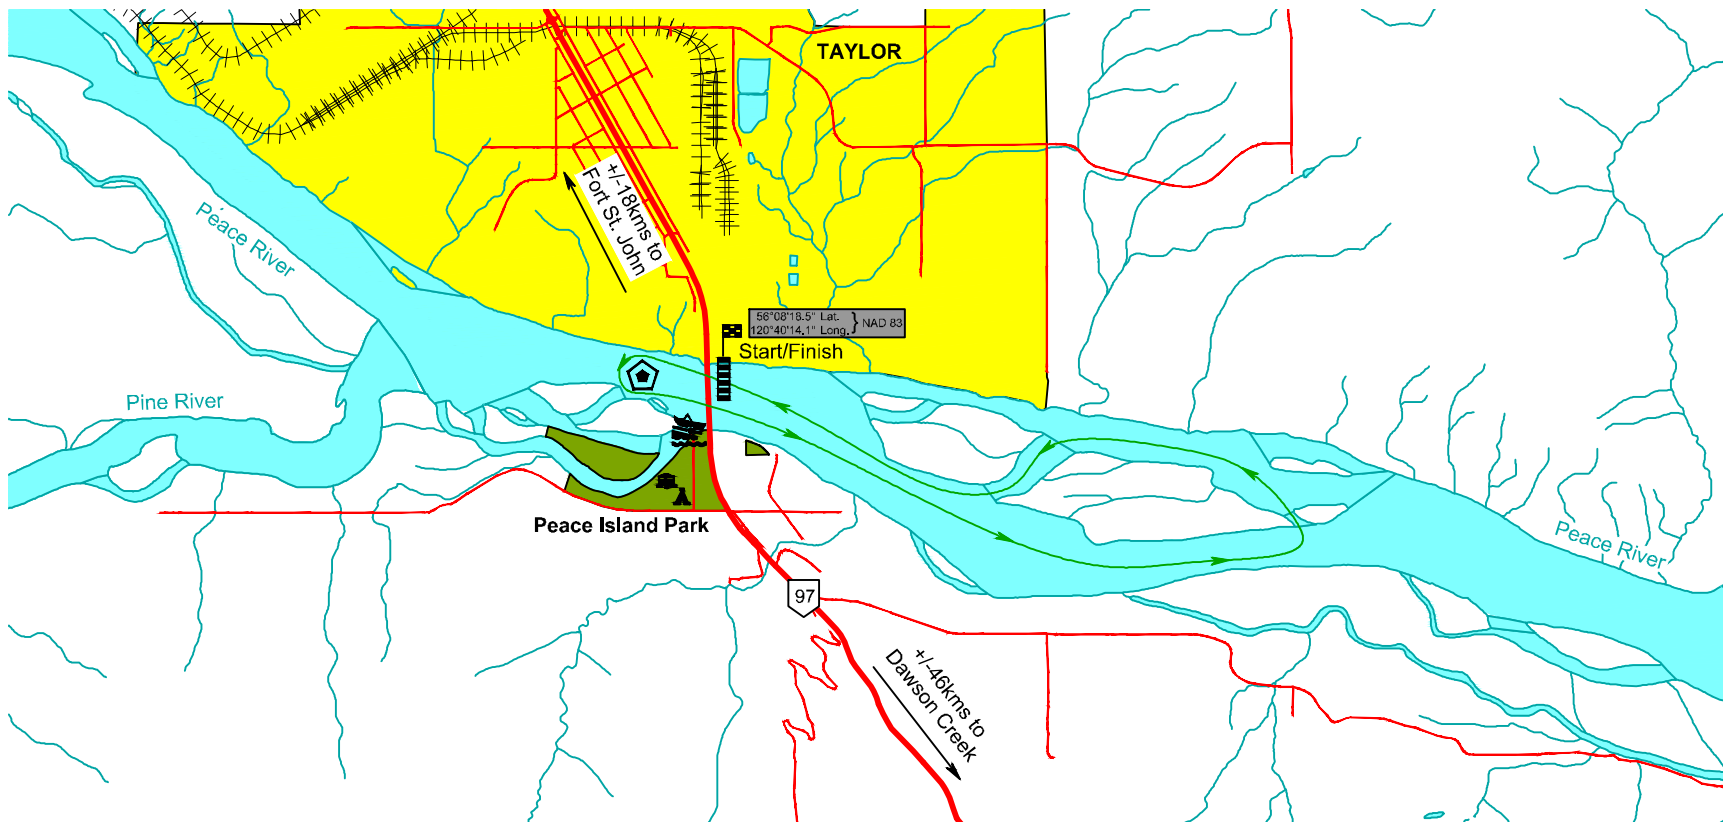 TAYLOR
+/-18kms to
Fort St. John
Peace River
56°08'18.5" Lat.
120°40'14.1" Long.
} NAD 83
Start/Finish
Pine River
Peace Island Park
Peace River
97
+/-46kms to
Dawson Creek